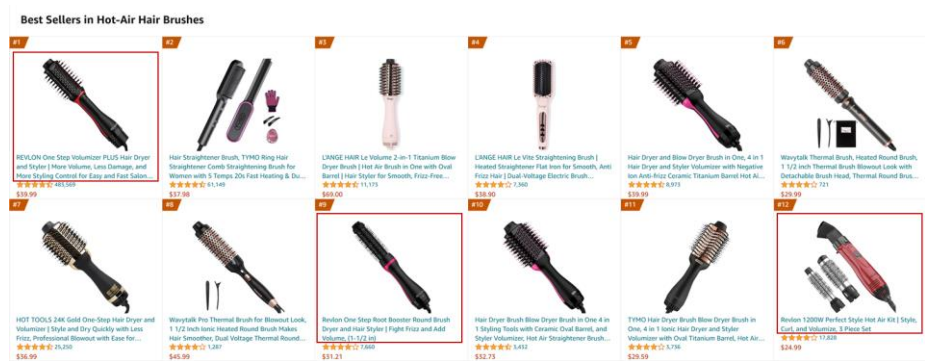 Best Sellers in Hot-Air Hair Brushes
#1
REVLON One Step Volumizer PLUS Hair Dryer
and Styler | More Volume, Less Damage, and
More Styling Control for Easy and Fast Salon...
483,569
$39.99
#2
Hair Straightener Brush, TYMO Ring Hair
Straightener Comb Straightening Brush for
Women with 5 Temps 20s Fast Heating & Du...
61,149
$37.98
#3
L'ANGE HAIR Le Volume 2-in-1 Titanium Blow
Dryer Brush | Hot Air Brush in One with Oval
Barrel | Hair Styler for Smooth, Frizz-Free...
11,173
$69.00
#4
L'ANGE HAIR Le Vite Straightening Brush |
Heated Straightener Flat Iron for Smooth, Anti
Frizz Hair | Dual-Voltage Electric Brush...
7,360
$38.90
#5
Hair Dryer and Blow Dryer Brush in One, 4 in 1
Hair Dryer and Styler Volumizer with Negative
Ion Anti-frizz Ceramic Titanium Barrel Hot Ai...
8,973
$39.99
#6
Wavytalk Thermal Brush, Heated Round Brush,
1 1/2 inch Thermal Brush Blowout Look with
Detachable Brush Head, Thermal Round Brus...
721
$29.99
#7
HOT TOOLS 24K Gold One-Step Hair Dryer and
Volumizer | Style and Dry Quickly with Less
Frizz, Professional Blowout with Ease for...
25,250
$36.99
#8
Wavytalk Pro Thermal Brush for Blowout Look,
1 1/2 Inch Ionic Heated Round Brush Makes
Hair Smoother, Dual Voltage Thermal Round...
1,287
$45.99
#9
Revlon One Step Root Booster Round Brush
Dryer and Hair Styler | Fight Frizz and Add
Volume, (1-1/2 in)
7,660
$31.21
#10
Hair Dryer Brush Blow Dryer Brush in One 4 in
1 Styling Tools with Ceramic Oval Barrel, and
Styler Volumizer, Hot Air Straightener Brush...
3,432
$32.73
#11
TYMO Hair Dryer Brush Blow Dryer Brush in
One, 4 in 1 Ionic Hair Dryer and Styler
Volumizer with Oval Titanium Barrel, Hot Air...
3,736
$29.59
#12
Revlon 1200W Perfect Style Hot Air Kit | Style,
Curl, and Volumize, 3 Piece Set
17,828
$24.99